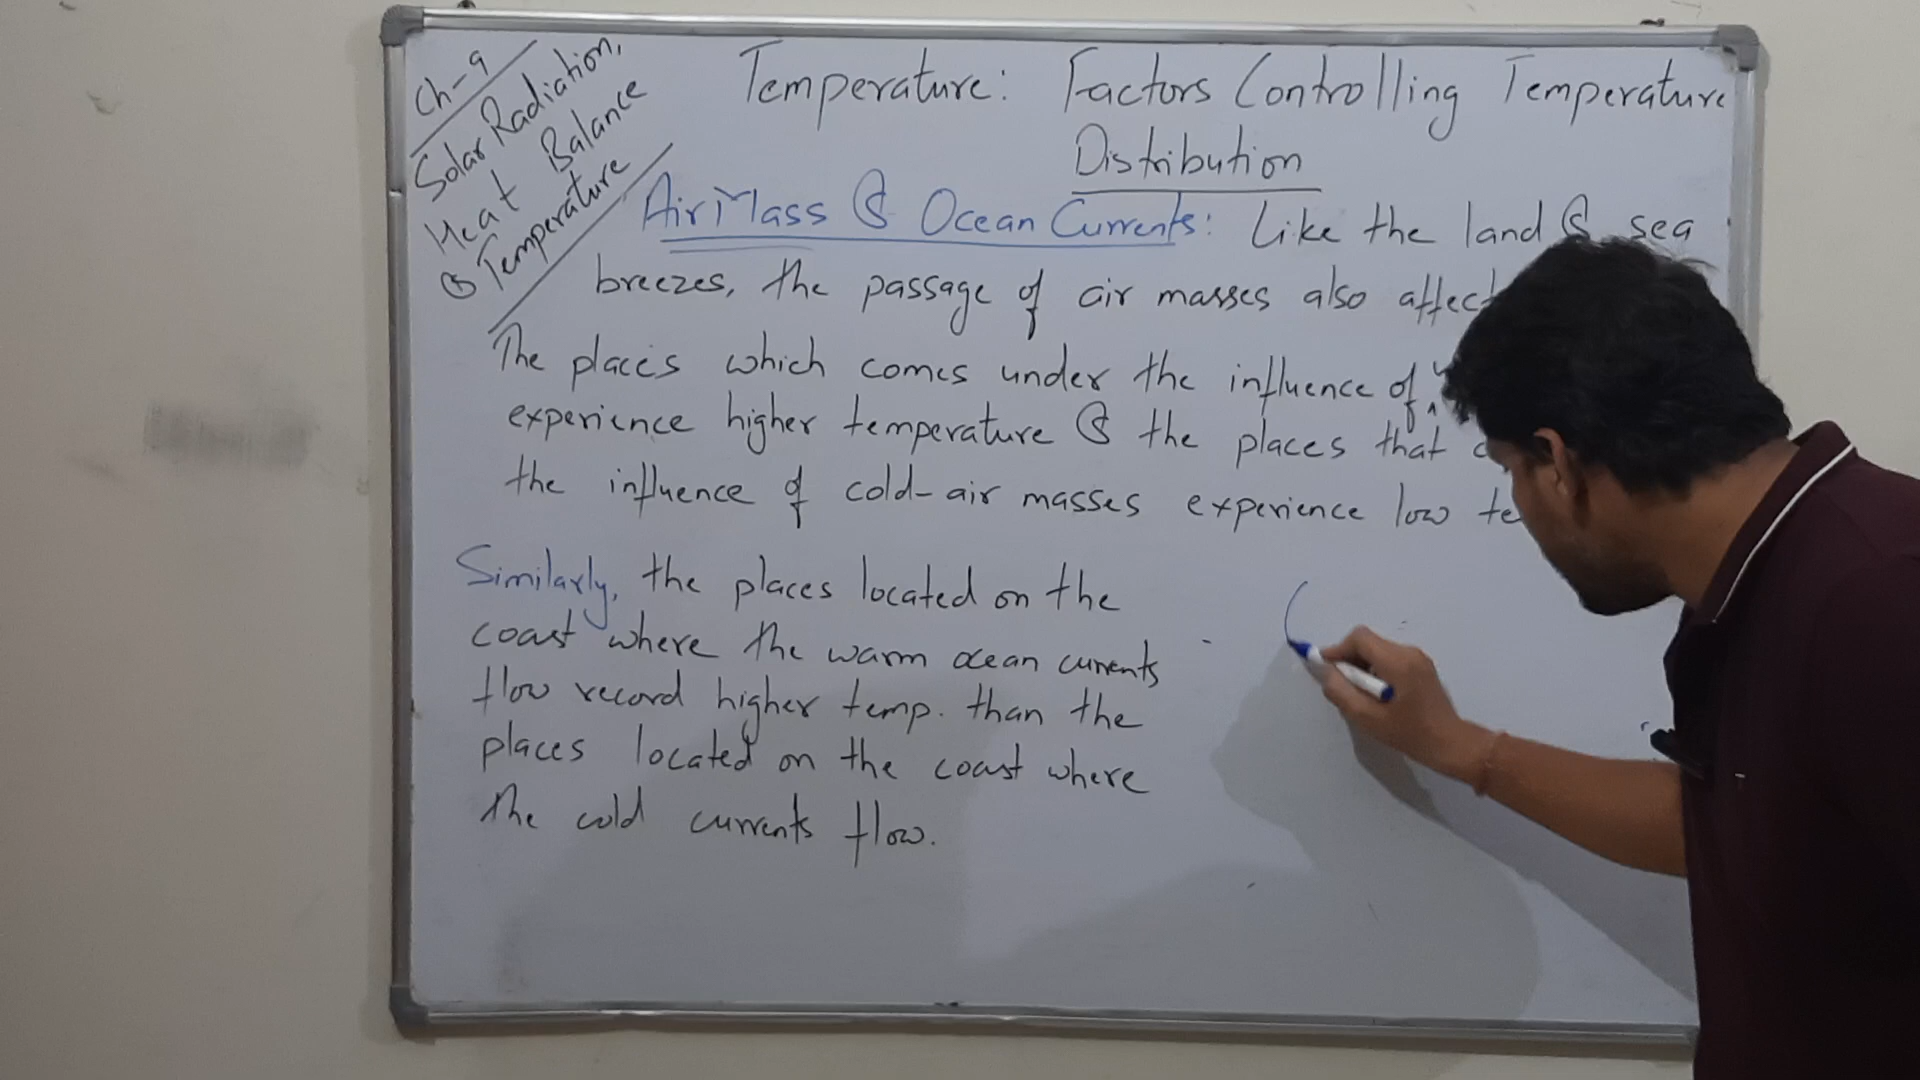 Ch-9
Solar Radiation,
Heat Balance
& Temperature
Temperature: Factors Controlling Temperature
Distribution
Air Mass & Ocean Currents: Like the land & sea
breezes, the passage of air masses also affect
The places which comes under the influence of
experience higher temperature & the places that
the influence of cold-air masses experience low
Similarly, the places located on the
coast where the warm ocean currents
flow record higher temp. than the
places located on the coast where
the cold currents flow.